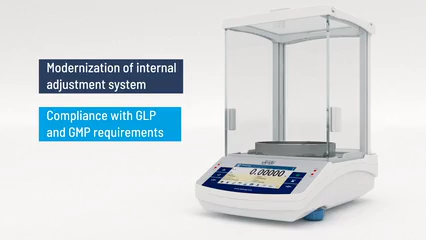 Modernization of internal
adjustment system
Compliance with GLP
and GMP requirements
0.00000